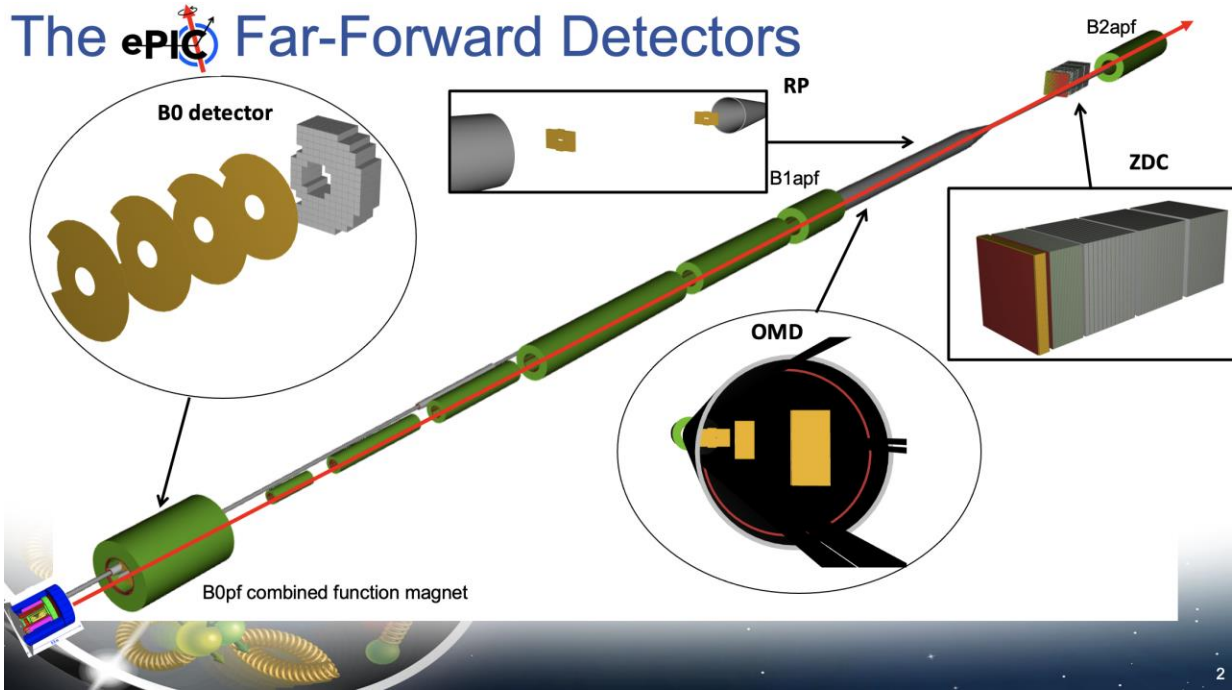 The ePIC Far-Forward Detectors
B2apf
RP
B0 detector
B1apf
ZDC
OMD
B0pf combined function magnet
2